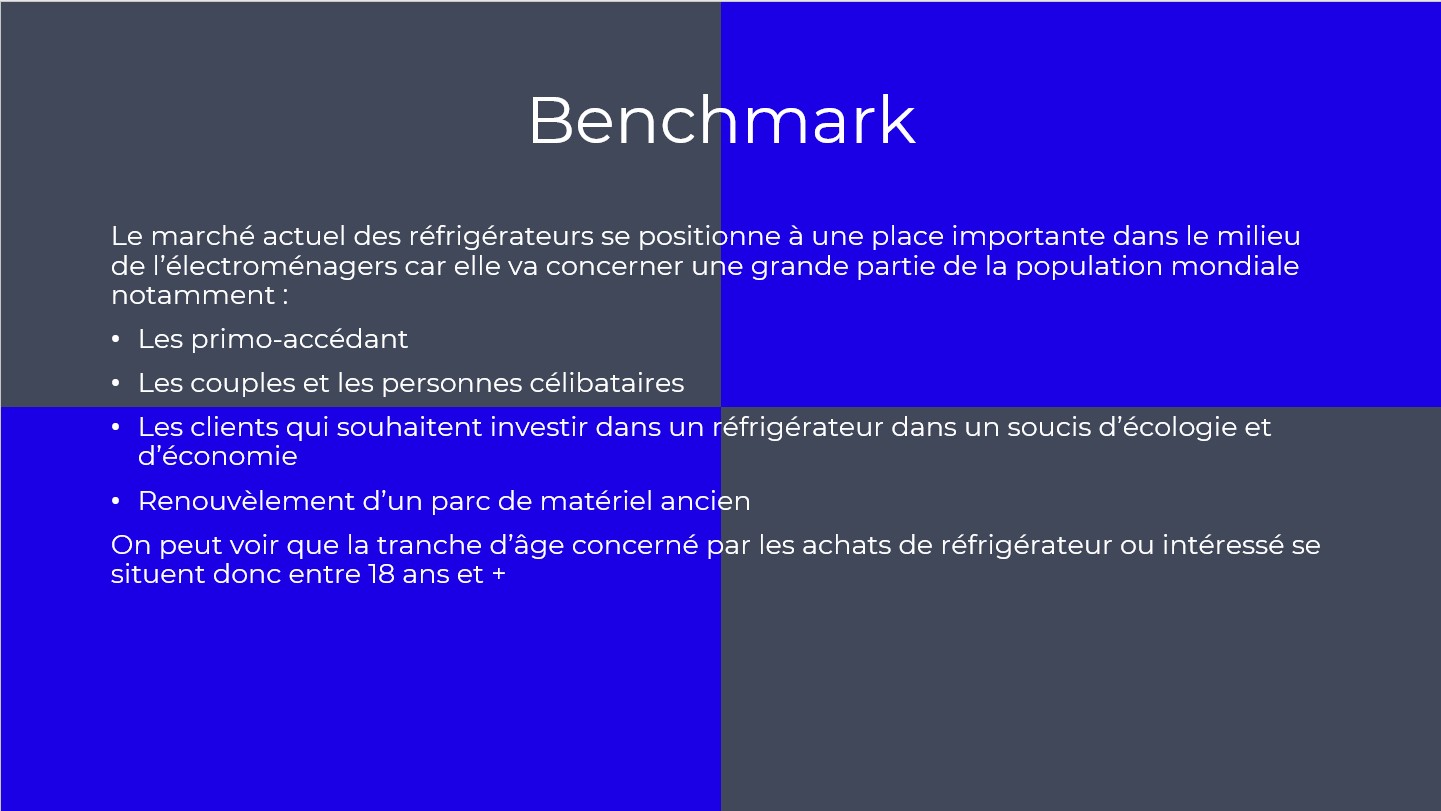 Benchmark
Le marché actuel des réfrigérateurs se positionne à une place importante dans le milieu
de l’électroménagers car elle va concerner une grande partie de la population mondiale
notamment :
• Les primo-accédant
• Les couples et les personnes célibataires
• Les clients qui souhaitent investir dans un réfrigérateur dans un soucis d’écologie et
d’économie
• Renouvèlement d’un parc de matériel ancien
On peut voir que la tranche d’âge concerné par les achats de réfrigérateur ou intéressé se
situent donc entre 18 ans et +